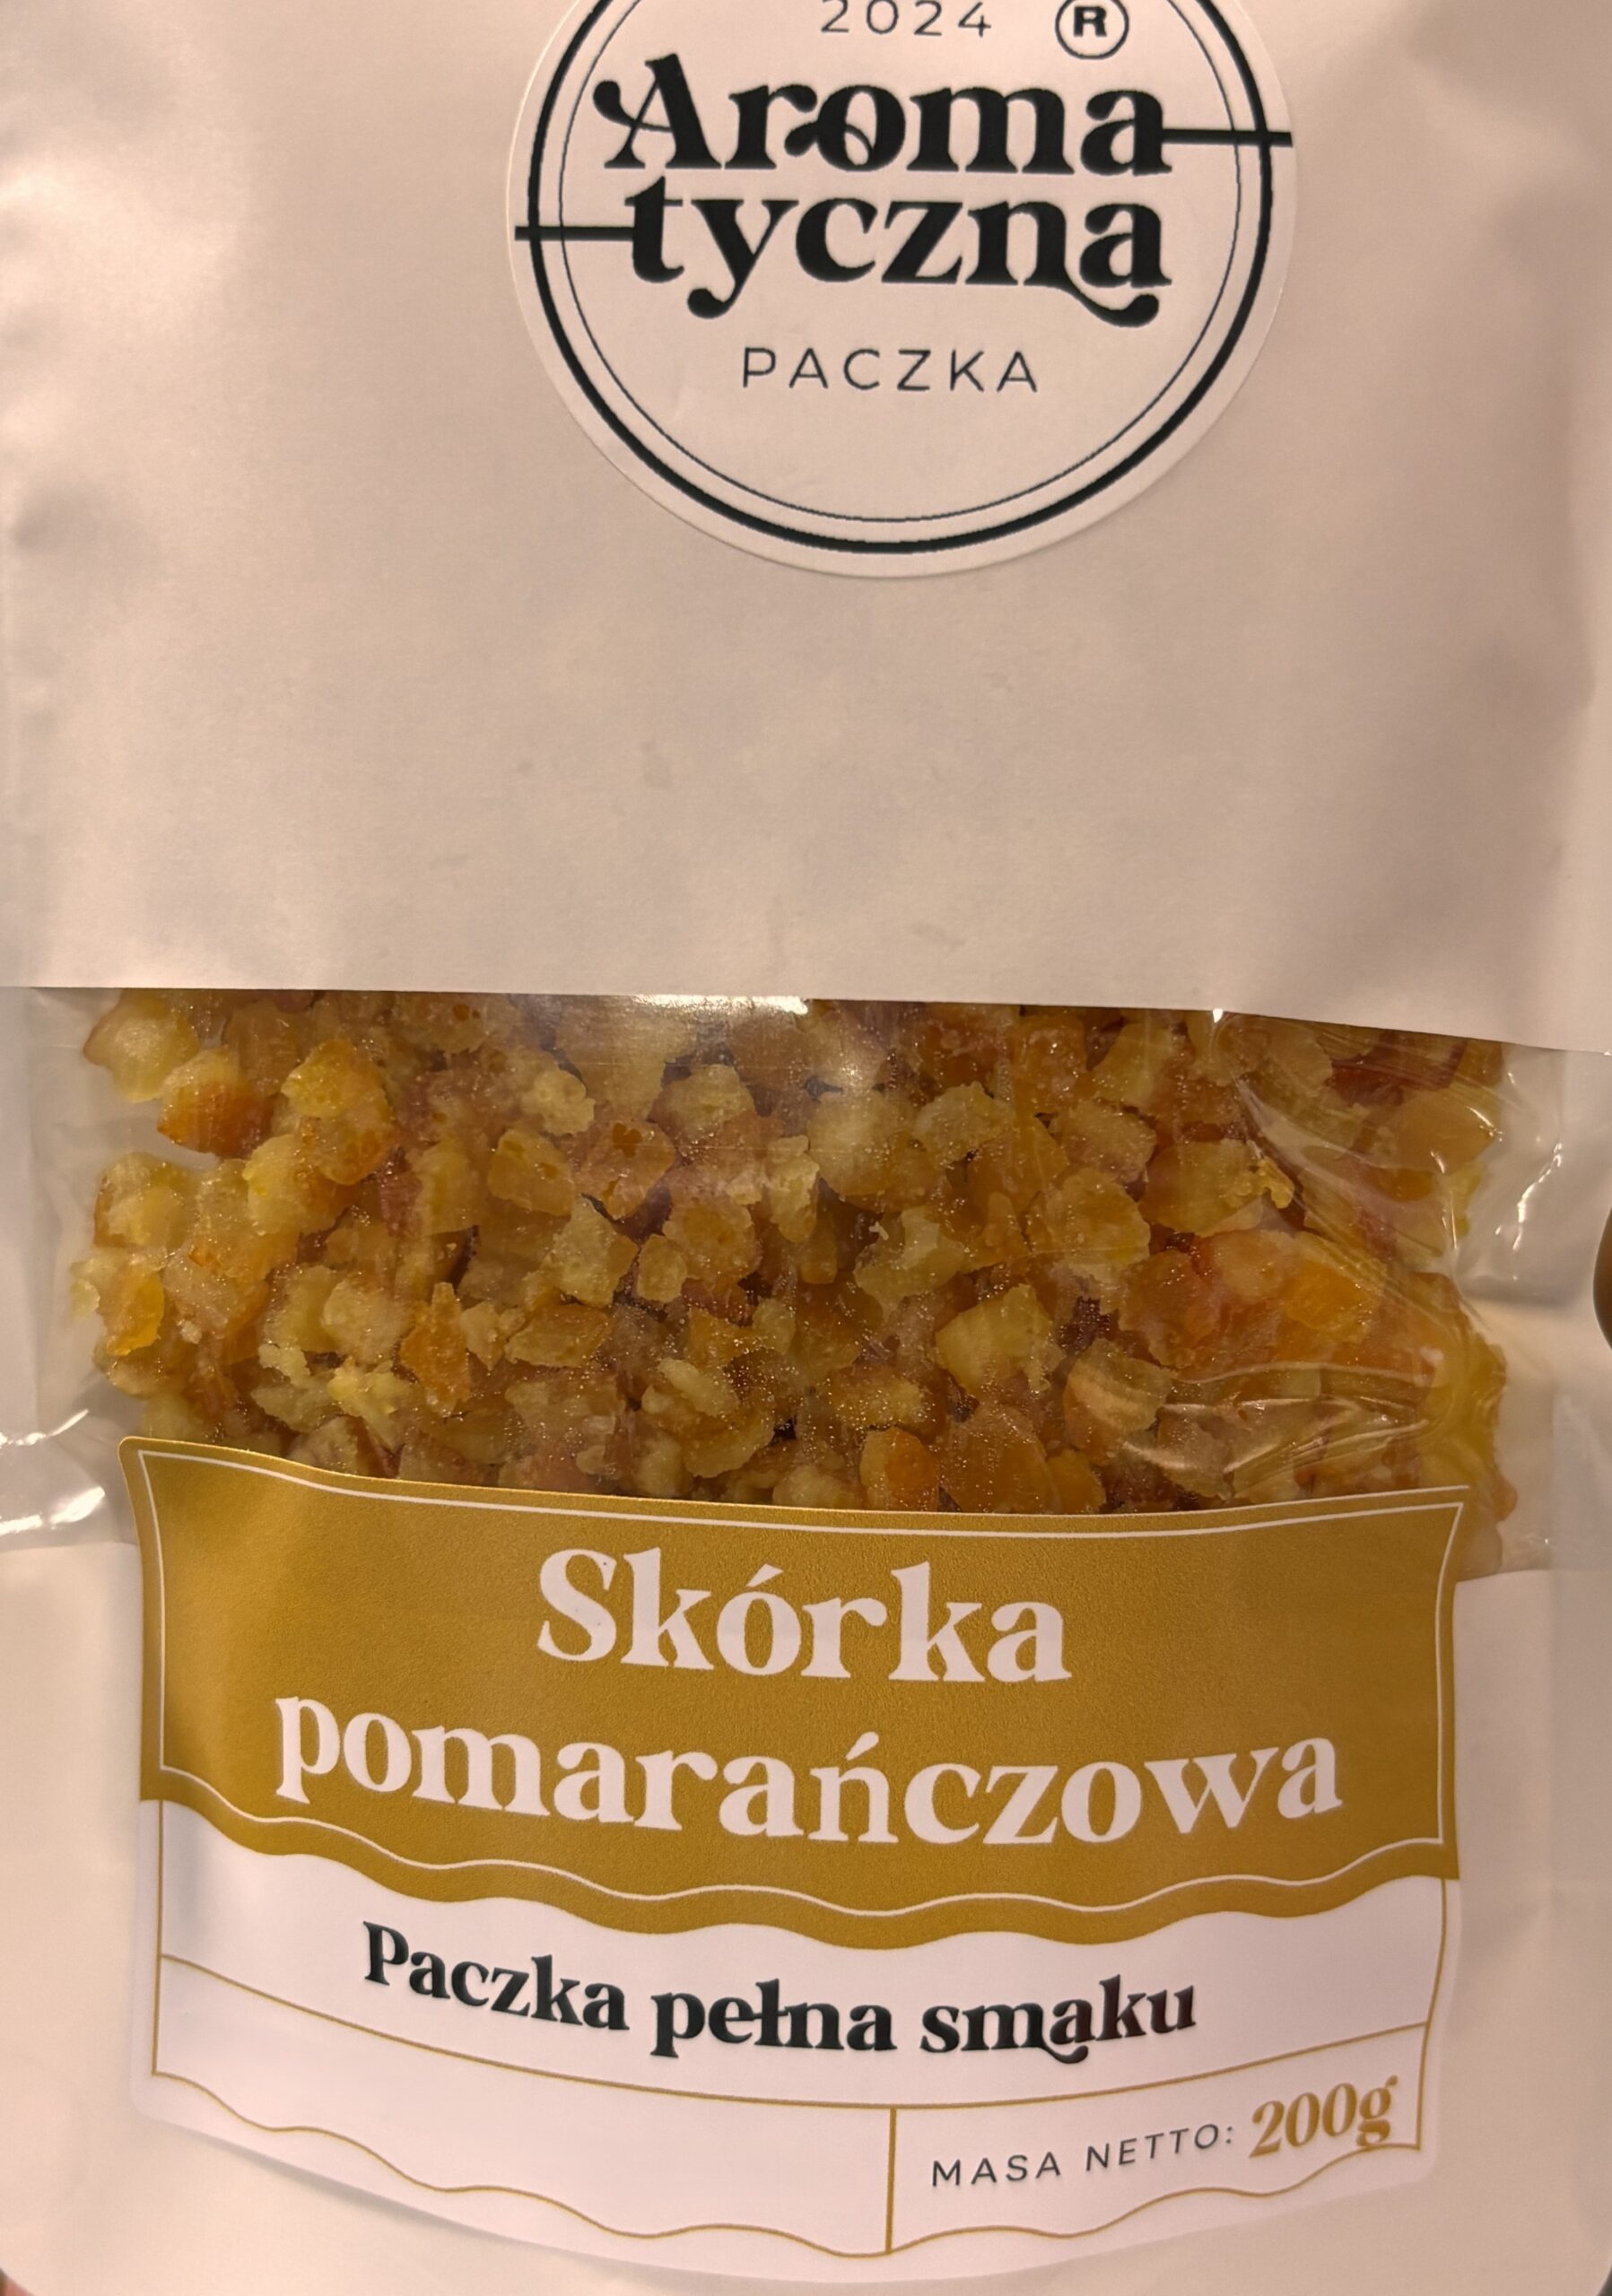 2024 ®
Aroma
tyczna
PACZKA
Skórka
pomarańczowa
Paczka pełna smaku
MASA NETTO: 200g